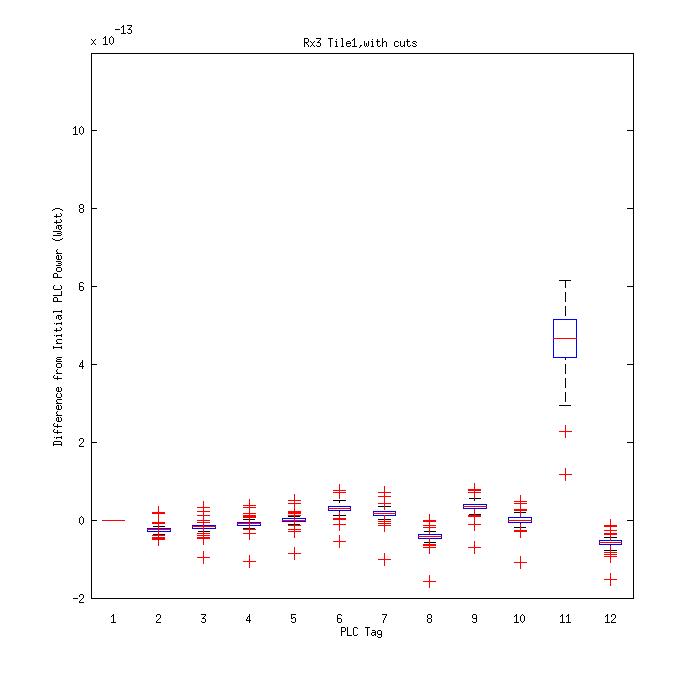 x 10^-13
Rx3 Tile1,with cuts
10
8
6
4
2
0
-2
Difference from Initial PLC Power (Watt)
1 2 3 4 5 6 7 8 9 10 11 12
PLC Tag